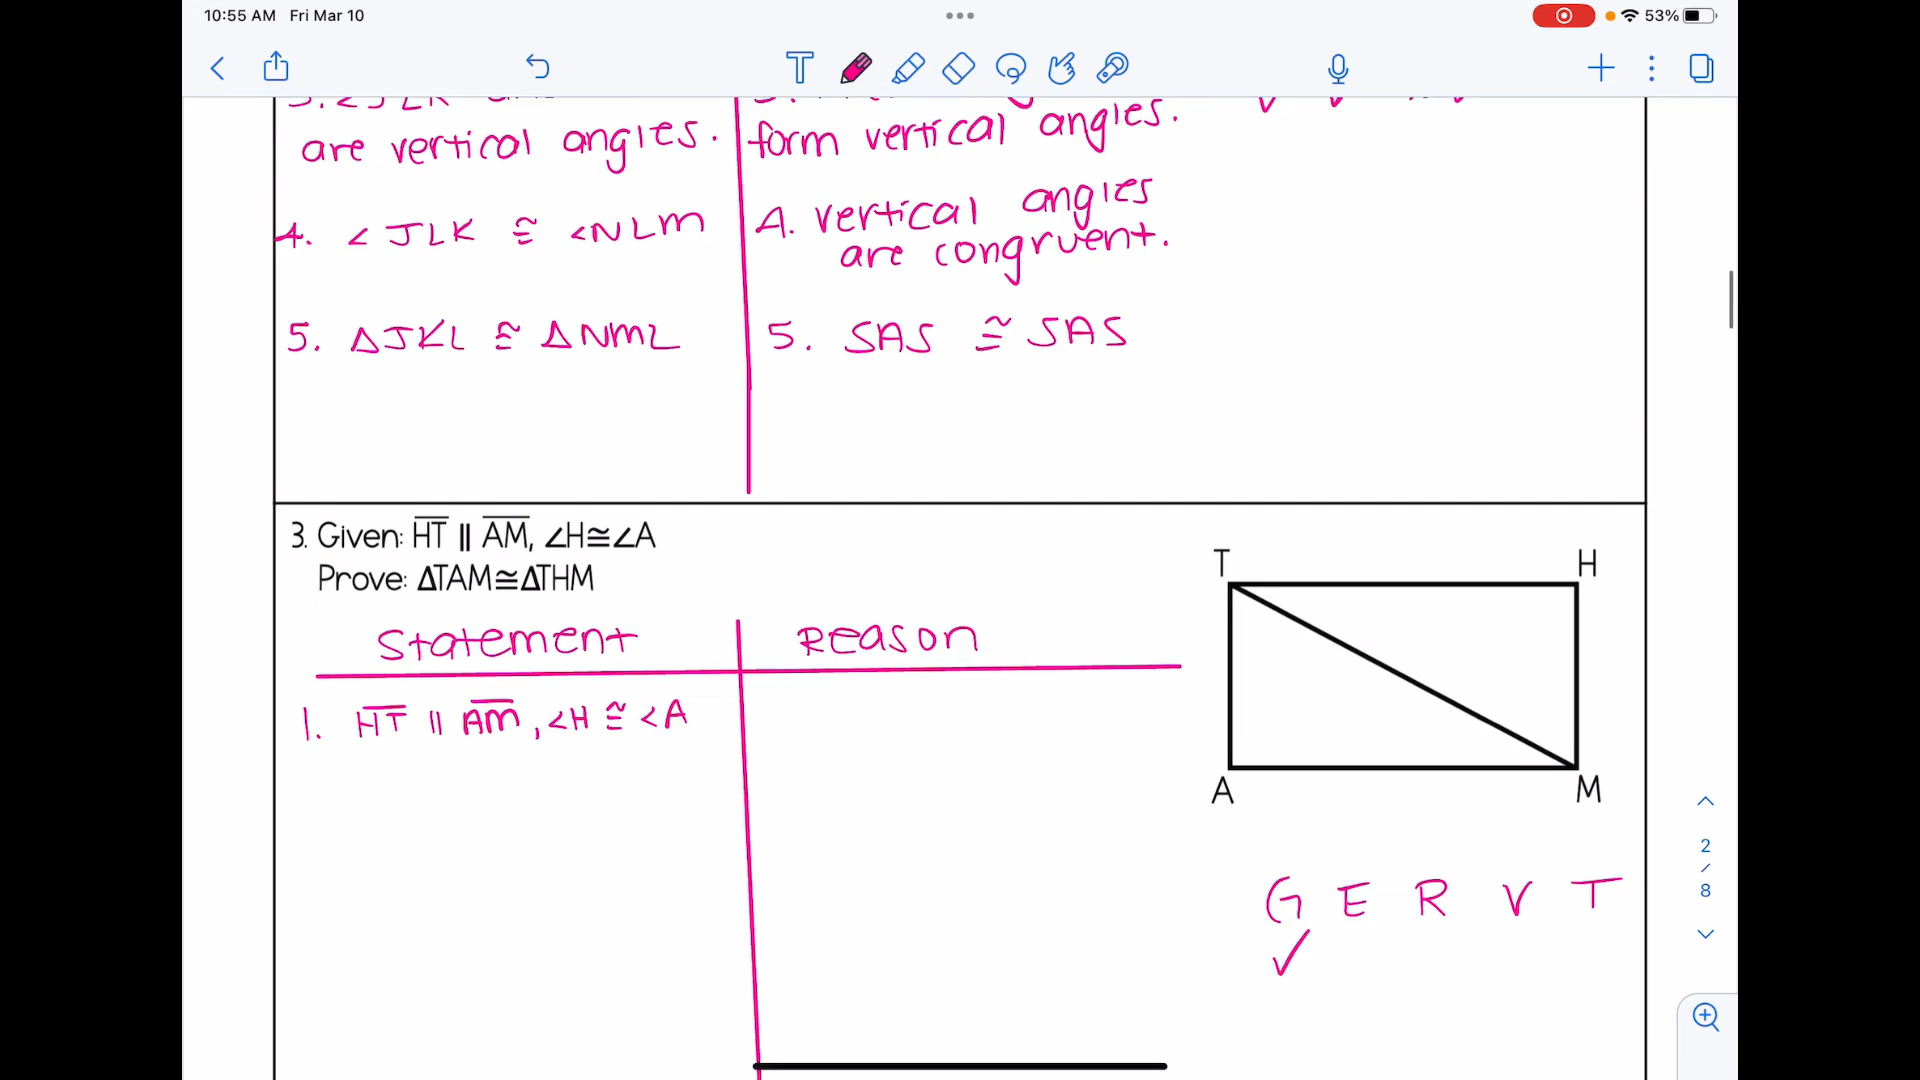 10:55 AM Fri Mar 10
53%
are vertical angles.
form vertical angles.
4. ∠JLK ≅ ∠NLM
4. vertical angles
are congruent.
5. △JKL ≅ △NML
5. SAS ≅ SAS
3. Given: HT ∥ AM, ∠H≅∠A
Prove: ΔTAM≅ΔTHM
Statement
Reason
1. HT ∥ AM, ∠H ≅ ∠A
T
H
A
M
G E R V T
2
/
8